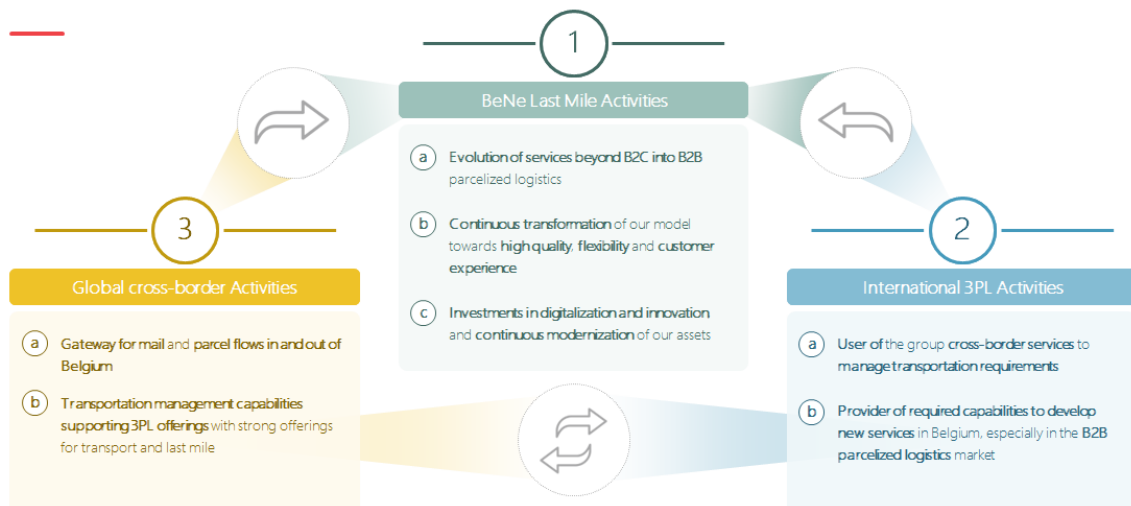 1
BeNe Last Mile Activities
a Evolution of services beyond B2C into B2B
parcelized logistics
b Continuous transformation of our model
towards high quality, flexibility and customer
experience
c Investments in digitalization and innovation
and continuous modernization of our assets
3
Global cross-border Activities
a Gateway for mail and parcel flows in and out of
Belgium
b Transportation management capabilities
supporting 3PL offerings with strong offerings
for transport and last mile
2
International 3PL Activities
a User of the group cross-border services to
manage transportation requirements
b Provider of required capabilities to develop
new services in Belgium, especially in the B2B
parcelized logistics market